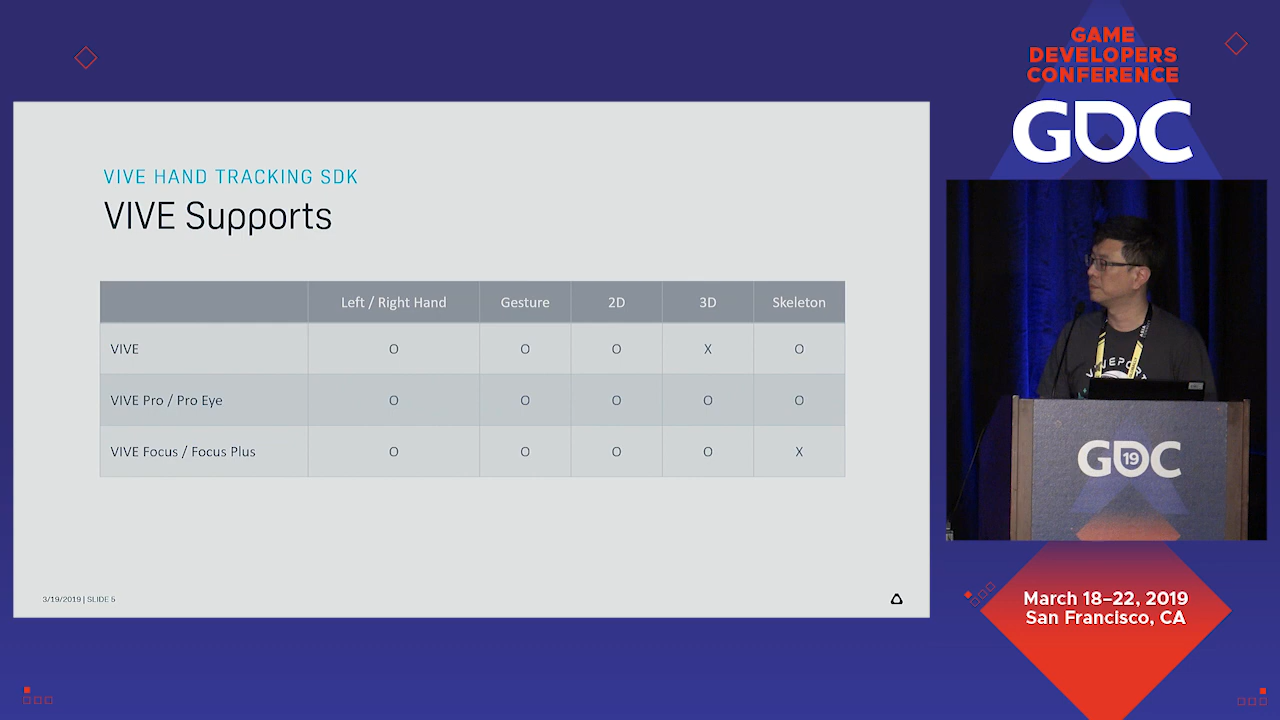 GAME
DEVELOPERS
CONFERENCE
GDC
VIVE HAND TRACKING SDK
VIVE Supports
Left / Right Hand Gesture 2D 3D Skeleton
VIVE O O O X O
VIVE Pro / Pro Eye O O O O O
VIVE Focus / Focus Plus O O O O X
3/19/2019 | SLIDE 5
GDC 19
March 18–22, 2019
San Francisco, CA